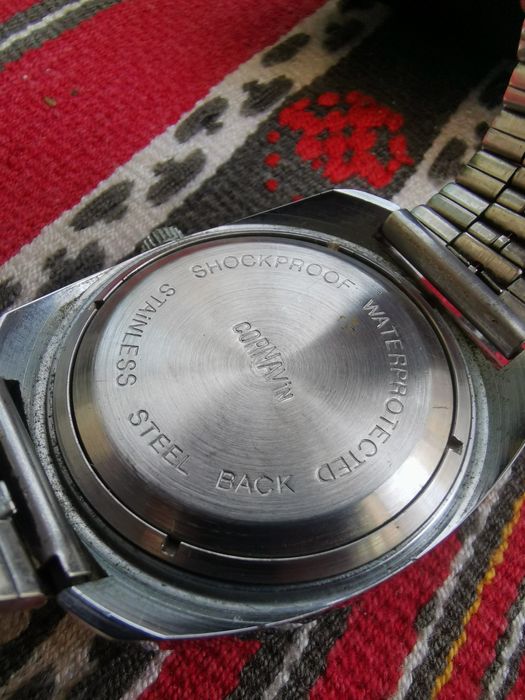 SHOCKPROOF WATERPROTECTED
CORNAVIN
STAINLESS STEEL BACK